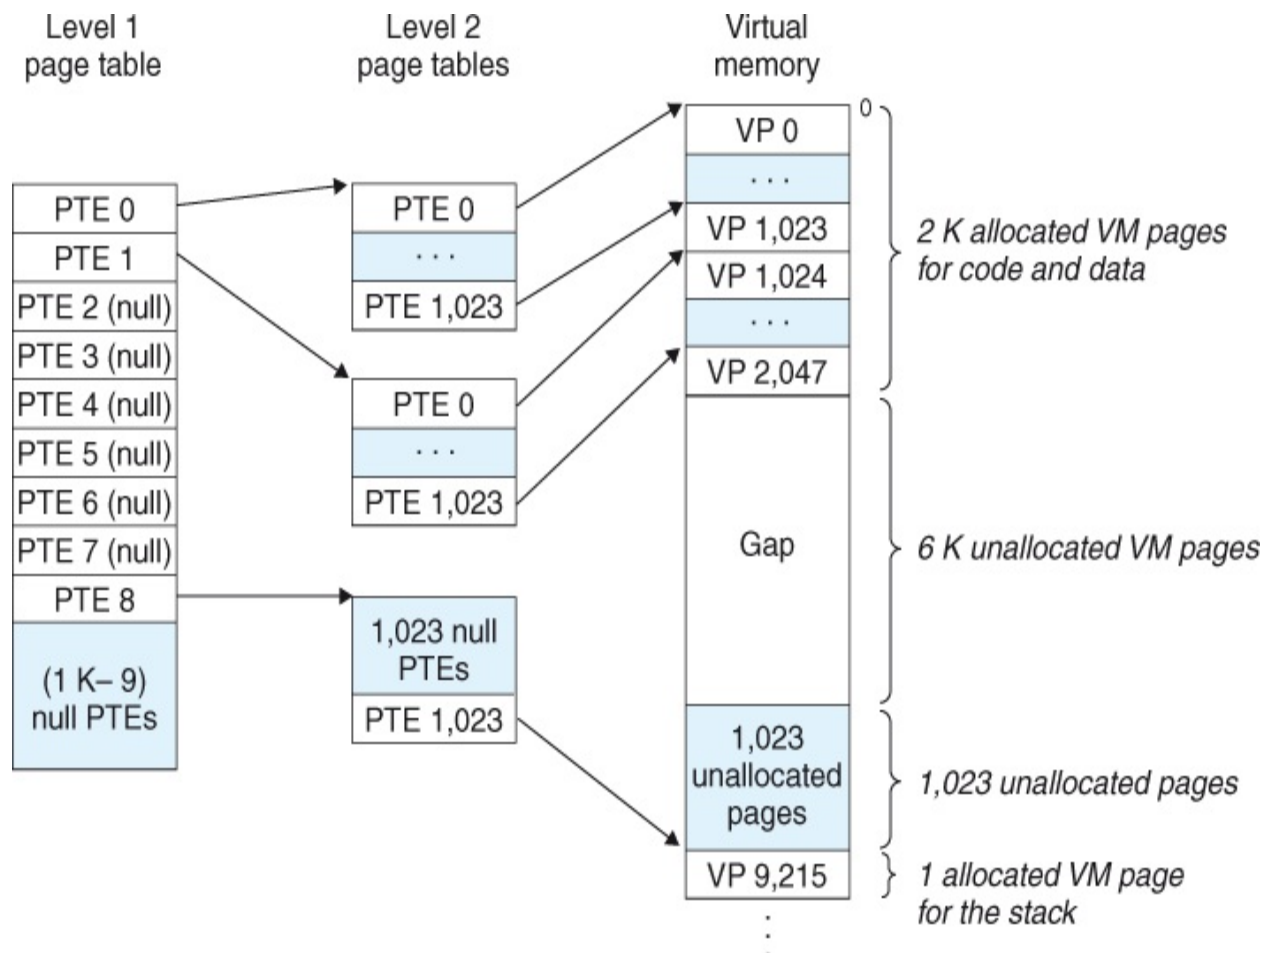 Level 1
page table
Level 2
page tables
Virtual
memory
PTE 0
PTE 1
PTE 2 (null)
PTE 3 (null)
PTE 4 (null)
PTE 5 (null)
PTE 6 (null)
PTE 7 (null)
PTE 8
(1 K– 9)
null PTEs
PTE 0
. . .
PTE 1,023
PTE 0
. . .
PTE 1,023
1,023 null
PTEs
PTE 1,023
0
VP 0
. . .
VP 1,023
VP 1,024
. . .
VP 2,047
Gap
1,023
unallocated
pages
VP 9,215
.
.
.
2 K allocated VM pages
for code and data
6 K unallocated VM pages
1,023 unallocated pages
1 allocated VM page
for the stack